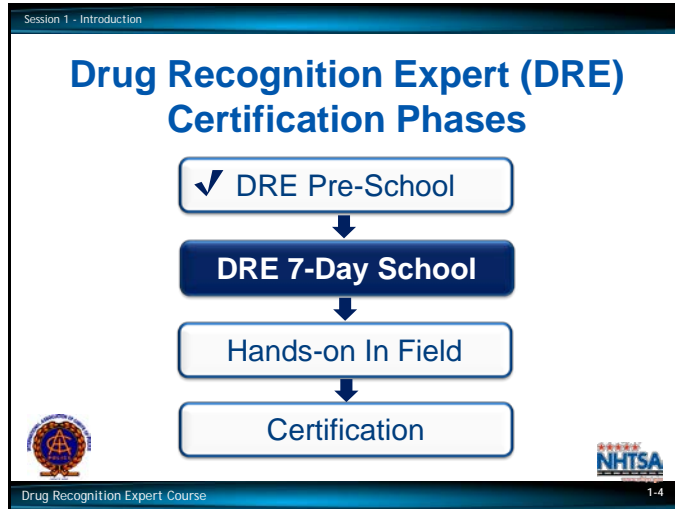 Session 1 - Introduction
Drug Recognition Expert (DRE)
Certification Phases
DRE Pre-School
DRE 7-Day School
Hands-on In Field
Certification
NHTSA
Drug Recognition Expert Course
1-4